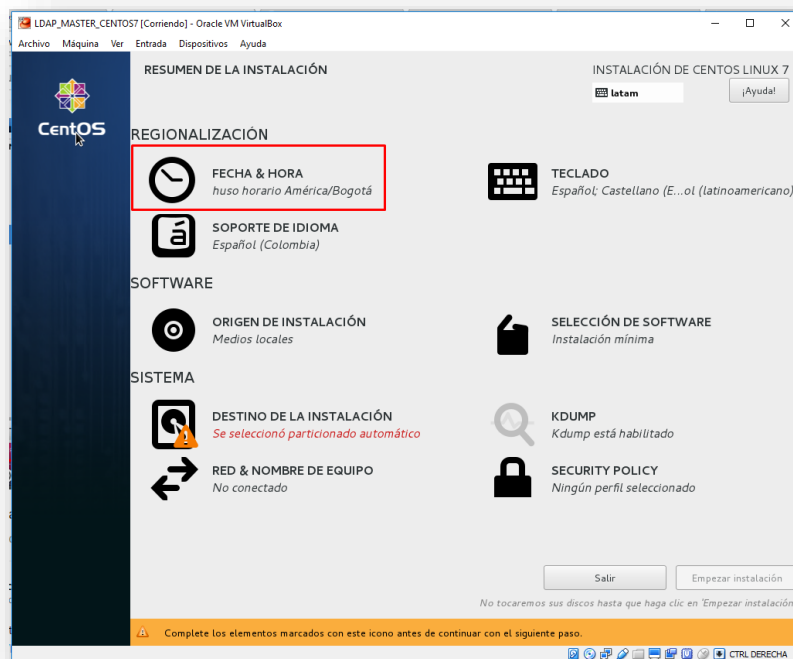 LDAP_MASTER_CENTOS7 [Corriendo] - Oracle VM VirtualBox
Archivo Máquina Ver Entrada Dispositivos Ayuda
RESUMEN DE LA INSTALACIÓN
INSTALACIÓN DE CENTOS LINUX 7
latam
¡Ayuda!
CentOS
REGIONALIZACIÓN
FECHA & HORA
huso horario América/Bogotá
TECLADO
Español; Castellano (E...ol (latinoamericano)
SOPORTE DE IDIOMA
Español (Colombia)
SOFTWARE
ORIGEN DE INSTALACIÓN
Medios locales
SELECCIÓN DE SOFTWARE
Instalación mínima
SISTEMA
DESTINO DE LA INSTALACIÓN
Se seleccionó particionado automático
KDUMP
Kdump está habilitado
RED & NOMBRE DE EQUIPO
No conectado
SECURITY POLICY
Ningún perfil seleccionado
Salir
Empezar instalación
No tocaremos sus discos hasta que haga clic en 'Empezar instalación
Complete los elementos marcados con este icono antes de continuar con el siguiente paso.
CTRL DERECHA